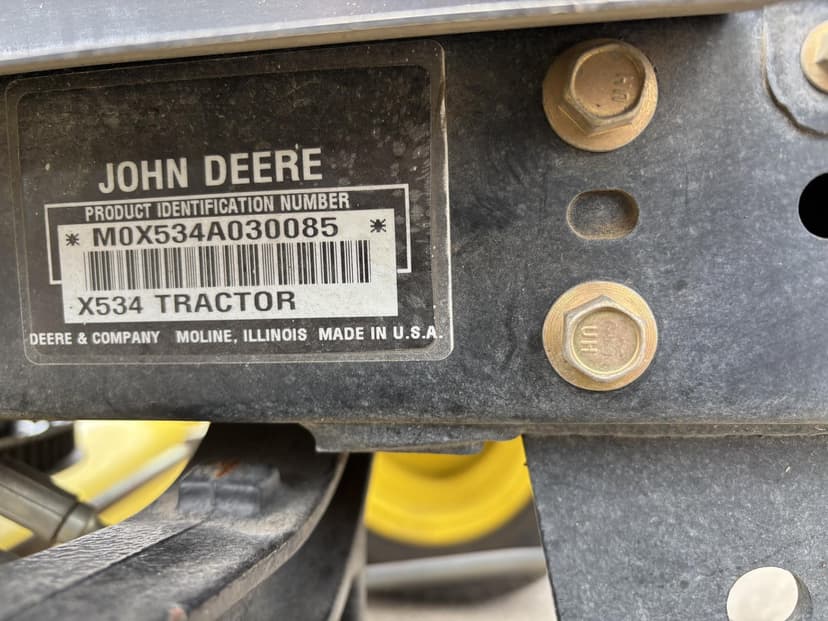 JOHN DEERE
PRODUCT IDENTIFICATION NUMBER
* M0X534A030085 *
X534 TRACTOR
DEERE & COMPANY MOLINE, ILLINOIS MADE IN U.S.A.